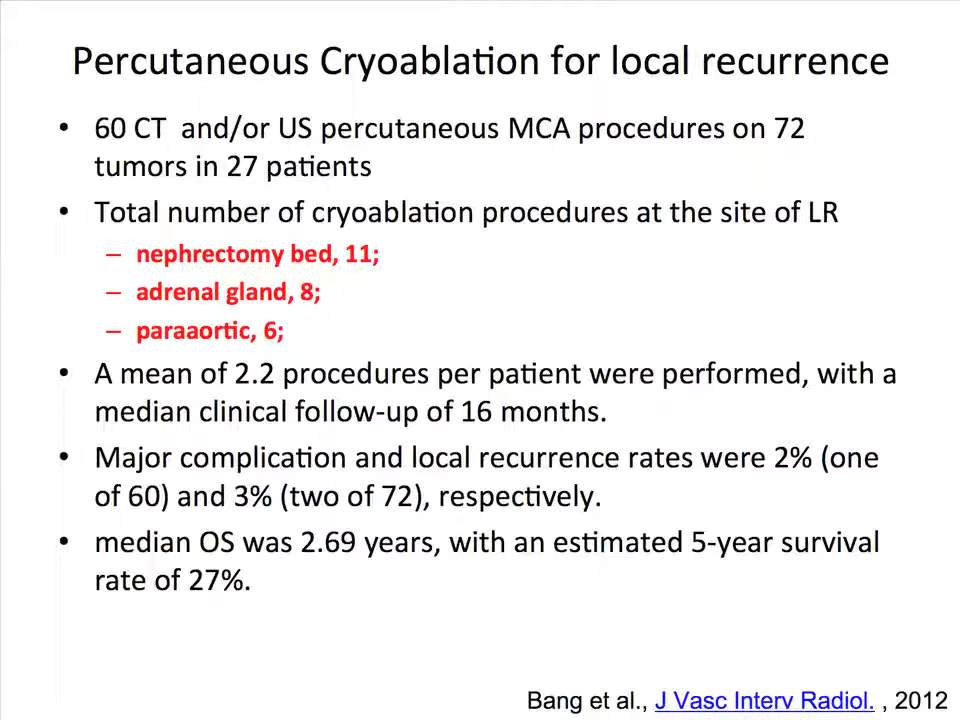 Percutaneous Cryoablation for local recurrence
• 60 CT and/or US percutaneous MCA procedures on 72
tumors in 27 patients
• Total number of cryoablation procedures at the site of LR
– nephrectomy bed, 11;
– adrenal gland, 8;
– paraaortic, 6;
• A mean of 2.2 procedures per patient were performed, with a
median clinical follow-up of 16 months.
• Major complication and local recurrence rates were 2% (one
of 60) and 3% (two of 72), respectively.
• median OS was 2.69 years, with an estimated 5-year survival
rate of 27%.
Bang et al., J Vasc Interv Radiol. , 2012